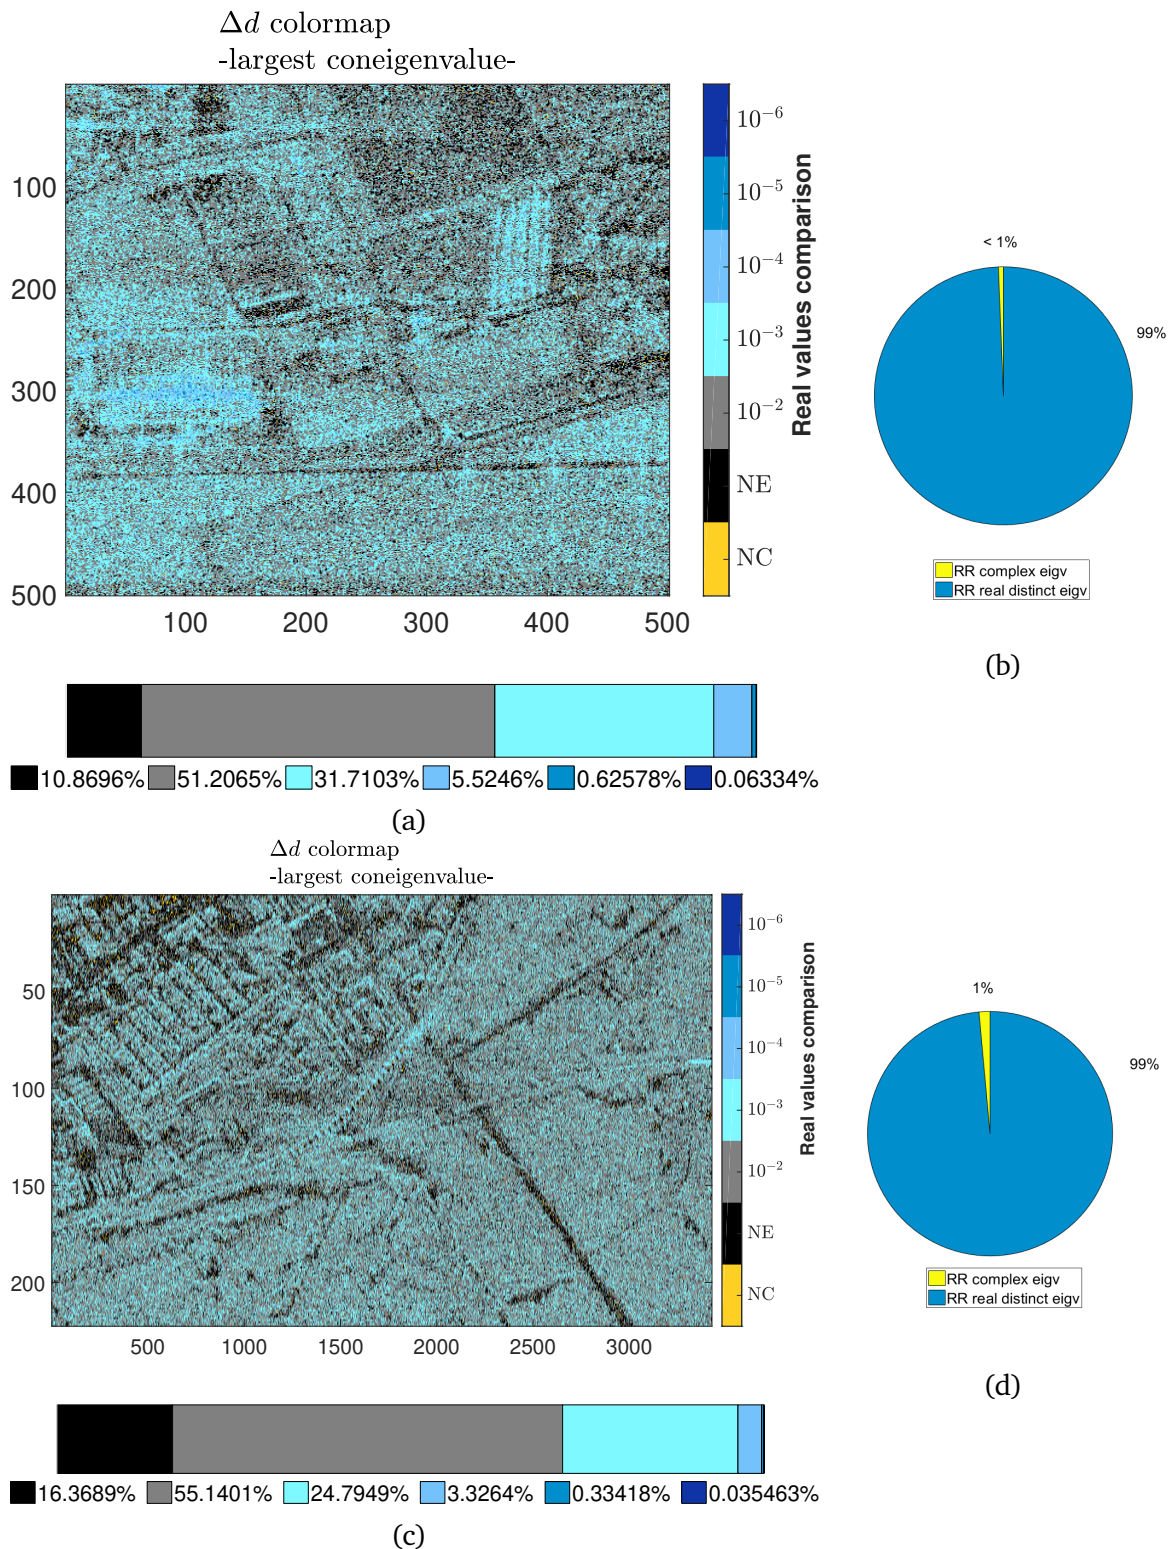 Δd colormap
-largest coneigenvalue-
100
200
300
400
500
100
200
300
400
500
10⁻⁶
10⁻⁵
10⁻⁴
10⁻³
10⁻²
NE
NC
Real values comparison
< 1%
99%
RR complex eigv
RR real distinct eigv
(b)
10.8696% 51.2065% 31.7103% 5.5246% 0.62578% 0.06334%
(a)
Δd colormap
-largest coneigenvalue-
50
100
150
200
500
1000
1500
2000
2500
3000
10⁻⁶
10⁻⁵
10⁻⁴
10⁻³
10⁻²
NE
NC
Real values comparison
1%
99%
RR complex eigv
RR real distinct eigv
(d)
16.3689% 55.1401% 24.7949% 3.3264% 0.33418% 0.035463%
(c)